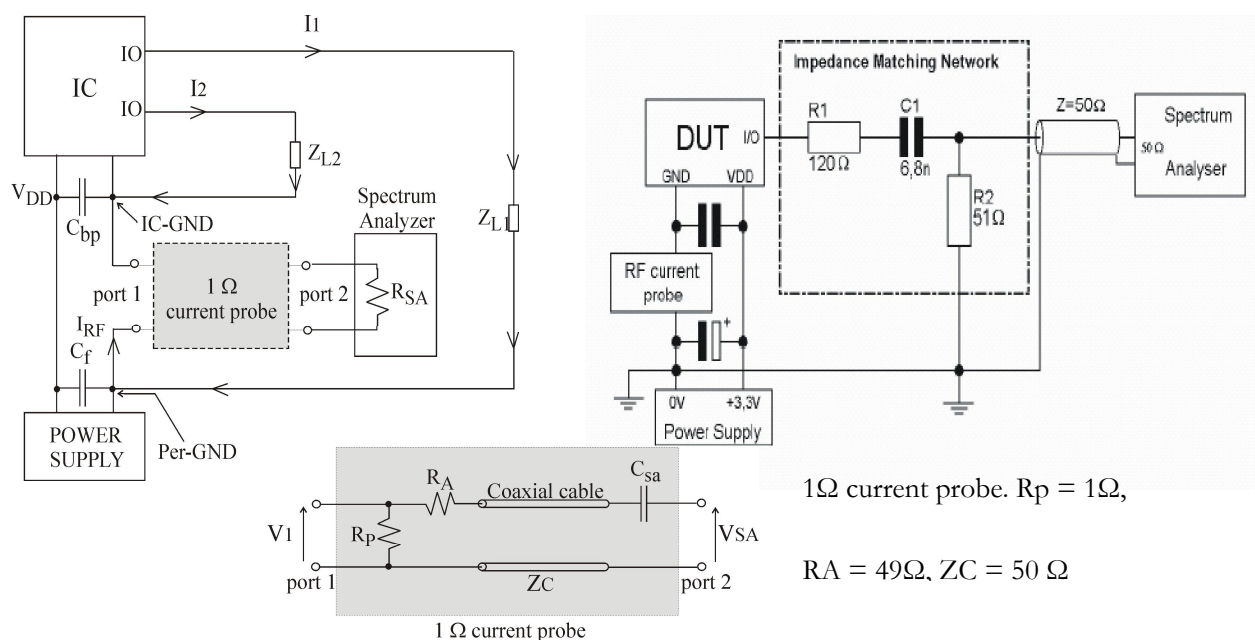 I1
IO
IC
IO
I2
ZL2
VDD
Cbp
IC-GND
ZL1
Spectrum
Analyzer
port 1
1 Ω
current probe
port 2
RSA
IRF
Cf
POWER
SUPPLY
Per-GND
Impedance Matching Network
DUT
I/O
GND
VDD
R1
120Ω
C1
6,8n
R2
51Ω
Z=50Ω
50 Ω
Spectrum
Analyser
RF current
probe
+
0V
+3,3V
Power Supply
V1
port 1
RP
RA
Coaxial cable
ZC
Csa
VSA
port 2
1 Ω current probe
1Ω current probe. Rp = 1Ω,
RA = 49Ω, ZC = 50 Ω